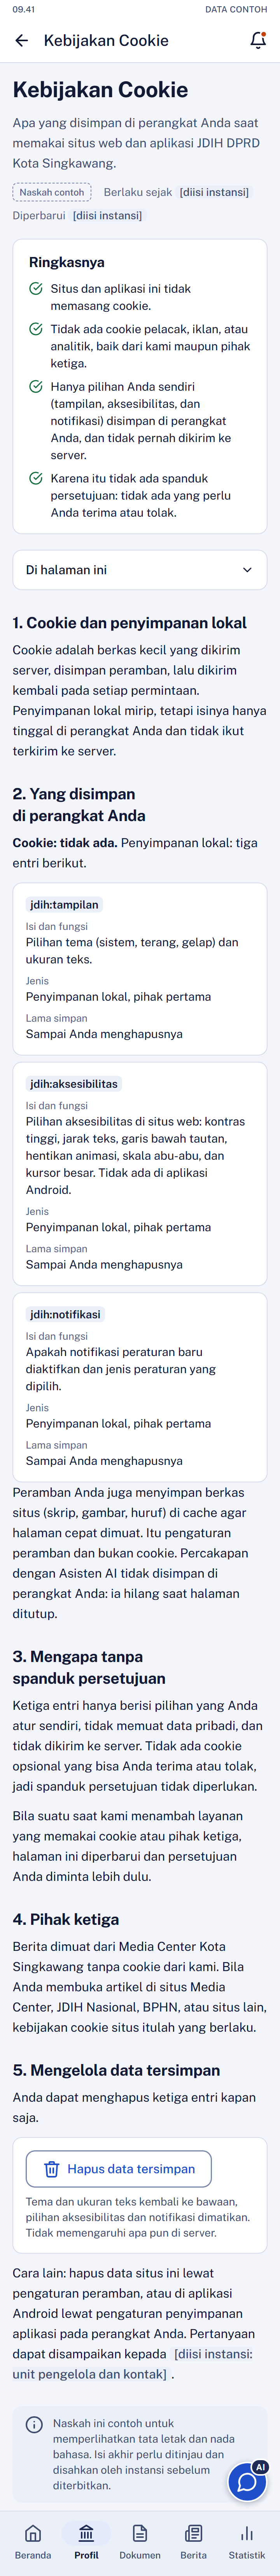 09.41 DATA CONTOH
Kebijakan Cookie
Kebijakan Cookie
Apa yang disimpan di perangkat Anda saat
memakai situs web dan aplikasi JDIH DPRD
Kota Singkawang.
Naskah contoh Berlaku sejak [diisi instansi]
Diperbarui [diisi instansi]
Ringkasnya
Situs dan aplikasi ini tidak
memasang cookie.
Tidak ada cookie pelacak, iklan, atau
analitik, baik dari kami maupun pihak
ketiga.
Hanya pilihan Anda sendiri
(tampilan, aksesibilitas, dan
notifikasi) disimpan di perangkat
Anda, dan tidak pernah dikirim ke
server.
Karena itu tidak ada spanduk
persetujuan: tidak ada yang perlu
Anda terima atau tolak.
Di halaman ini
1. Cookie dan penyimpanan lokal
Cookie adalah berkas kecil yang dikirim
server, disimpan peramban, lalu dikirim
kembali pada setiap permintaan.
Penyimpanan lokal mirip, tetapi isinya hanya
tinggal di perangkat Anda dan tidak ikut
terkirim ke server.
2. Yang disimpan
di perangkat Anda
Cookie: tidak ada. Penyimpanan lokal: tiga
entri berikut.
jdih:tampilan
Isi dan fungsi
Pilihan tema (sistem, terang, gelap) dan
ukuran teks.
Jenis
Penyimpanan lokal, pihak pertama
Lama simpan
Sampai Anda menghapusnya
jdih:aksesibilitas
Isi dan fungsi
Pilihan aksesibilitas di situs web: kontras
tinggi, jarak teks, garis bawah tautan,
hentikan animasi, skala abu-abu, dan
kursor besar. Tidak ada di aplikasi
Android.
Jenis
Penyimpanan lokal, pihak pertama
Lama simpan
Sampai Anda menghapusnya
jdih:notifikasi
Isi dan fungsi
Apakah notifikasi peraturan baru
diaktifkan dan jenis peraturan yang
dipilih.
Jenis
Penyimpanan lokal, pihak pertama
Lama simpan
Sampai Anda menghapusnya
Peramban Anda juga menyimpan berkas
situs (skrip, gambar, huruf) di cache agar
halaman cepat dimuat. Itu pengaturan
peramban dan bukan cookie. Percakapan
dengan Asisten AI tidak disimpan di
perangkat Anda: ia hilang saat halaman
ditutup.
3. Mengapa tanpa
spanduk persetujuan
Ketiga entri hanya berisi pilihan yang Anda
atur sendiri, tidak memuat data pribadi, dan
tidak dikirim ke server. Tidak ada cookie
opsional yang bisa Anda terima atau tolak,
jadi spanduk persetujuan tidak diperlukan.
Bila suatu saat kami menambah layanan
yang memakai cookie atau pihak ketiga,
halaman ini diperbarui dan persetujuan
Anda diminta lebih dulu.
4. Pihak ketiga
Berita dimuat dari Media Center Kota
Singkawang tanpa cookie dari kami. Bila
Anda membuka artikel di situs Media
Center, JDIH Nasional, BPHN, atau situs lain,
kebijakan cookie situs itulah yang berlaku.
5. Mengelola data tersimpan
Anda dapat menghapus ketiga entri kapan
saja.
Hapus data tersimpan
Tema dan ukuran teks kembali ke bawaan,
pilihan aksesibilitas dan notifikasi dimatikan.
Tidak memengaruhi apa pun di server.
Cara lain: hapus data situs ini lewat
pengaturan peramban, atau di aplikasi
Android lewat pengaturan penyimpanan
aplikasi pada perangkat Anda. Pertanyaan
dapat disampaikan kepada [diisi instansi:
unit pengelola dan kontak] .
Naskah ini contoh untuk
memperlihatkan tata letak dan nada
bahasa. Isi akhir perlu ditinjau dan
disahkan oleh instansi sebelum
diterbitkan.
AI
Beranda Profil Dokumen Berita Statistik